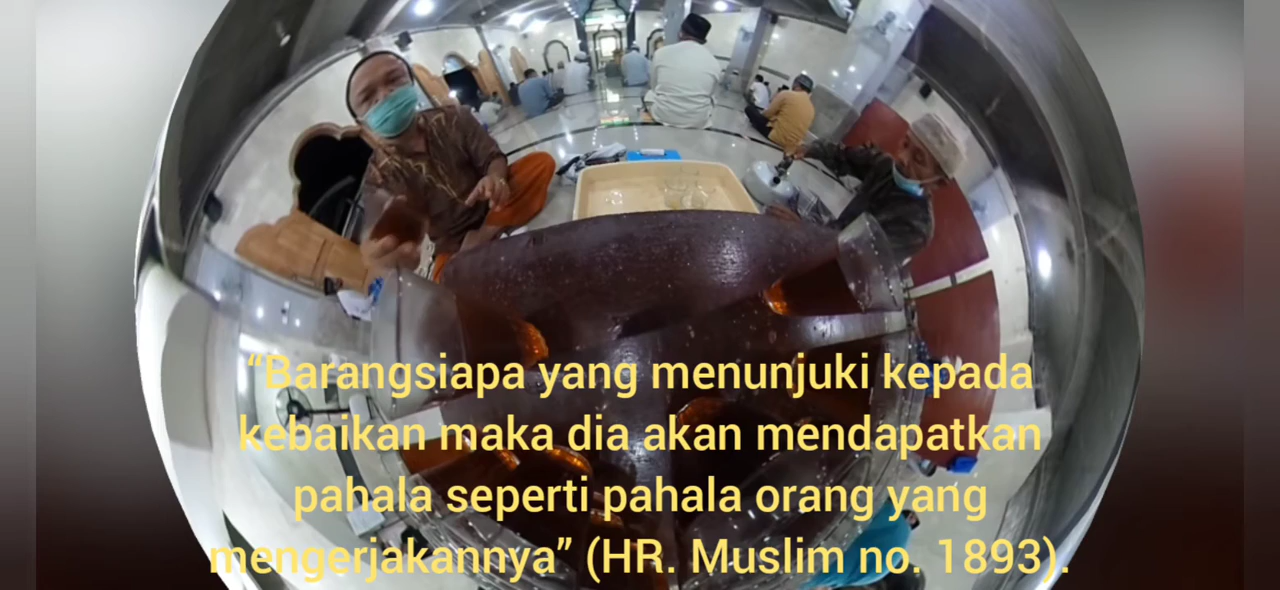 “Barangsiapa yang menunjuki kepada
kebaikan maka dia akan mendapatkan
pahala seperti pahala orang yang
mengerjakannya” (HR. Muslim no. 1893).